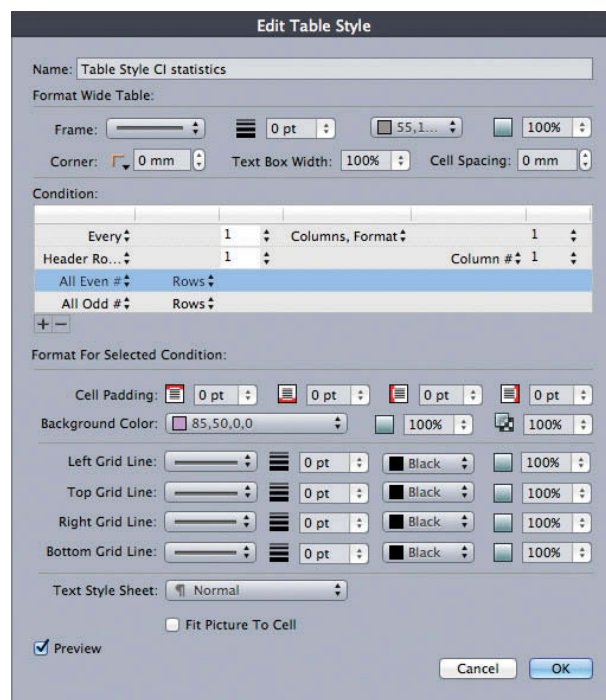 Edit Table Style
Name: Table Style CI statistics
Format Wide Table:
Frame: 0 pt 55,1... 100%
Corner: 0 mm Text Box Width: 100% Cell Spacing: 0 mm
Condition:
Every 1 Columns, Format 1
Header Ro... 1 Column # 1
All Even # Rows
All Odd # Rows
+ −
Format For Selected Condition:
Cell Padding: 0 pt 0 pt 0 pt 0 pt
Background Color: 85,50,0,0 100% 100%
Left Grid Line: 0 pt Black 100%
Top Grid Line: 0 pt Black 100%
Right Grid Line: 0 pt Black 100%
Bottom Grid Line: 0 pt Black 100%
Text Style Sheet: ¶ Normal
Fit Picture To Cell
Preview
Cancel OK